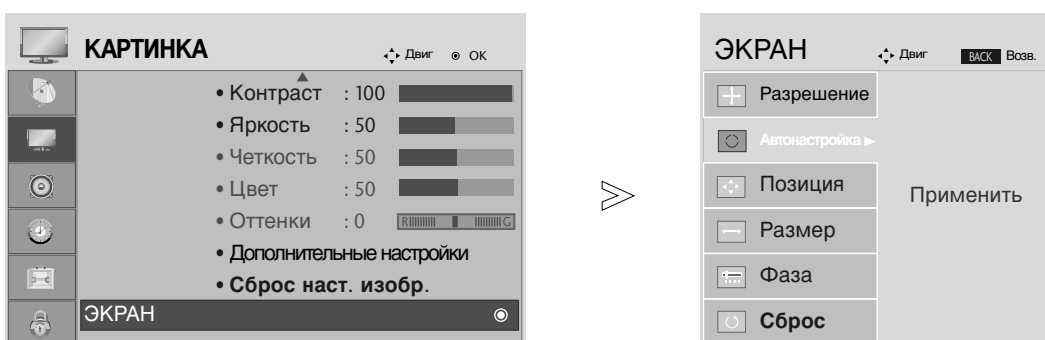 КАРТИНКА Двиг ОК
• Контраст : 100
• Яркость : 50
• Четкость : 50
• Цвет : 50
• Оттенки : 0 R G
• Дополнительные настройки
• Сброс наст. изобр.
ЭКРАН
ЭКРАН Двиг BACK Возв.
Разрешение
Автонастройка ►
Позиция
Размер
Фаза
Сброс
Применить